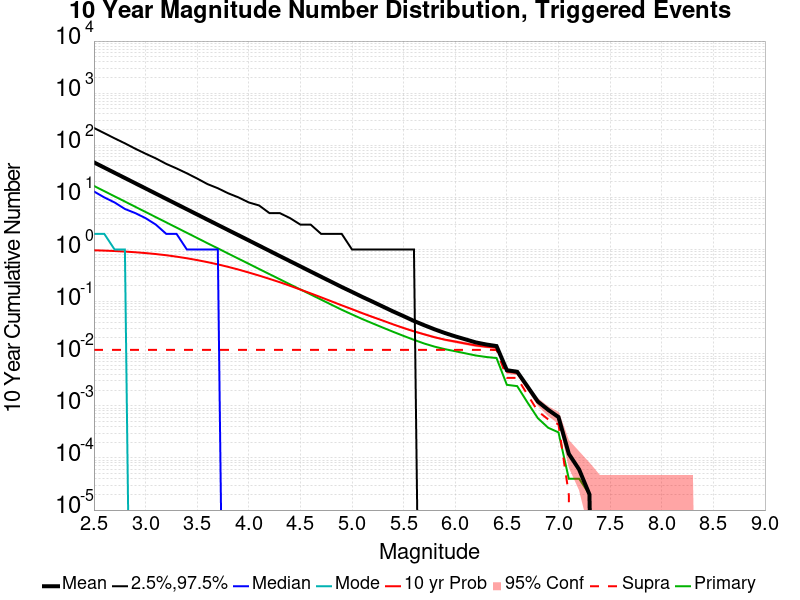 10 Year Magnitude Number Distribution, Triggered Events
10 Year Cumulative Number
10^4
10^3
10^2
10^1
10^0
10^-1
10^-2
10^-3
10^-4
10^-5
2.5 3.0 3.5 4.0 4.5 5.0 5.5 6.0 6.5 7.0 7.5 8.0 8.5 9.0
Magnitude
Mean 2.5%,97.5% Median Mode 10 yr Prob 95% Conf Supra Primary